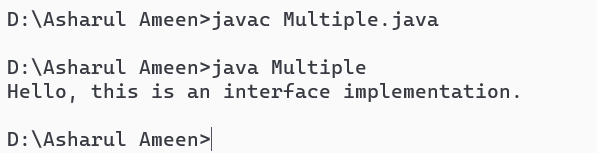 D:\Asharul Ameen>javac Multiple.java
D:\Asharul Ameen>java Multiple
Hello, this is an interface implementation.
D:\Asharul Ameen>